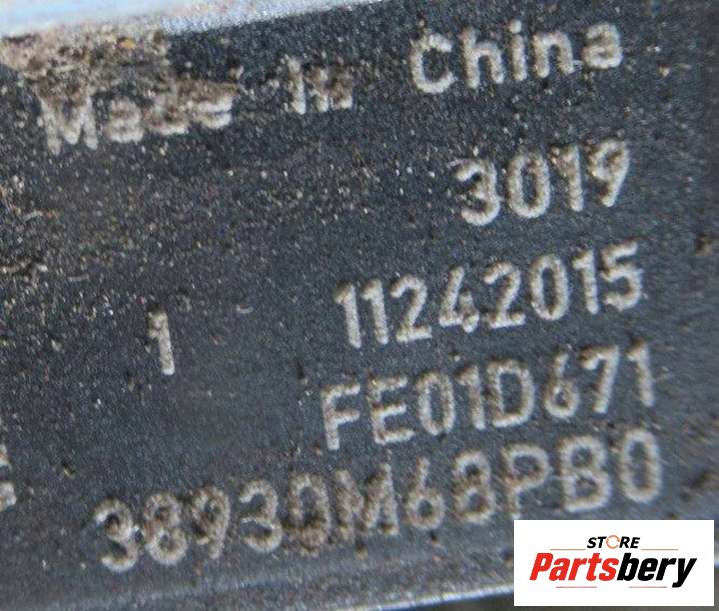 Made In China
3019
1 11242015
FE01D671
38930M68PB0
STORE
Partsbery